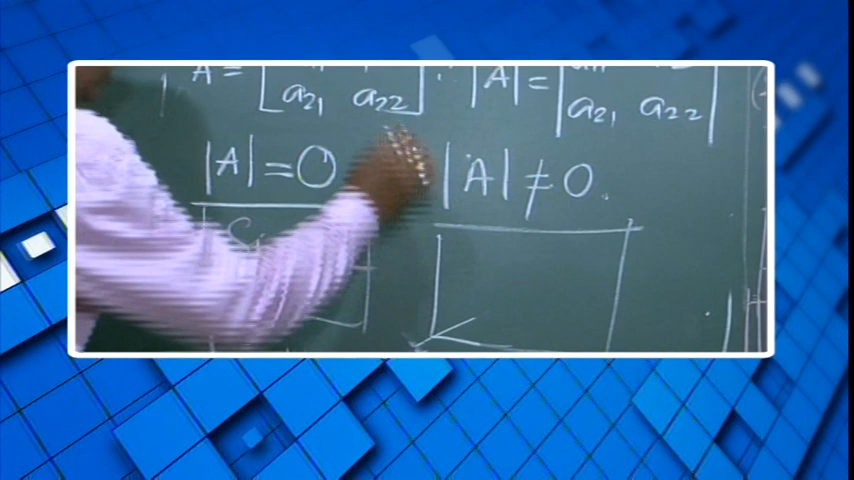 A = [ a21 a22 ] |A| = | a21 a22 |
|A| = 0 |A| ≠ 0.